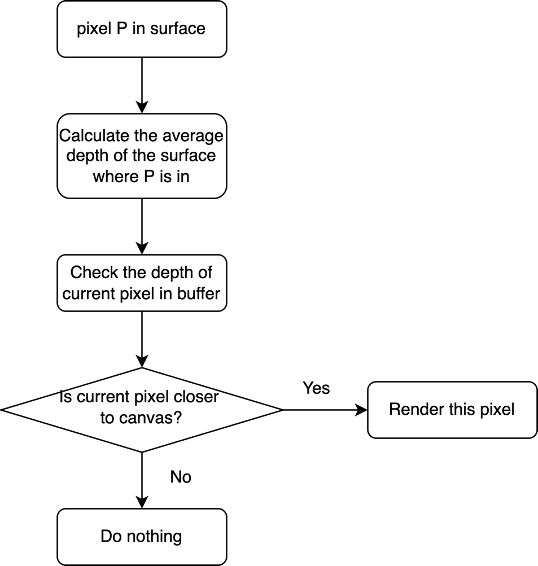 pixel P in surface
Calculate the average
depth of the surface
where P is in
Check the depth of
current pixel in buffer
Is current pixel closer
to canvas?
Yes
Render this pixel
No
Do nothing